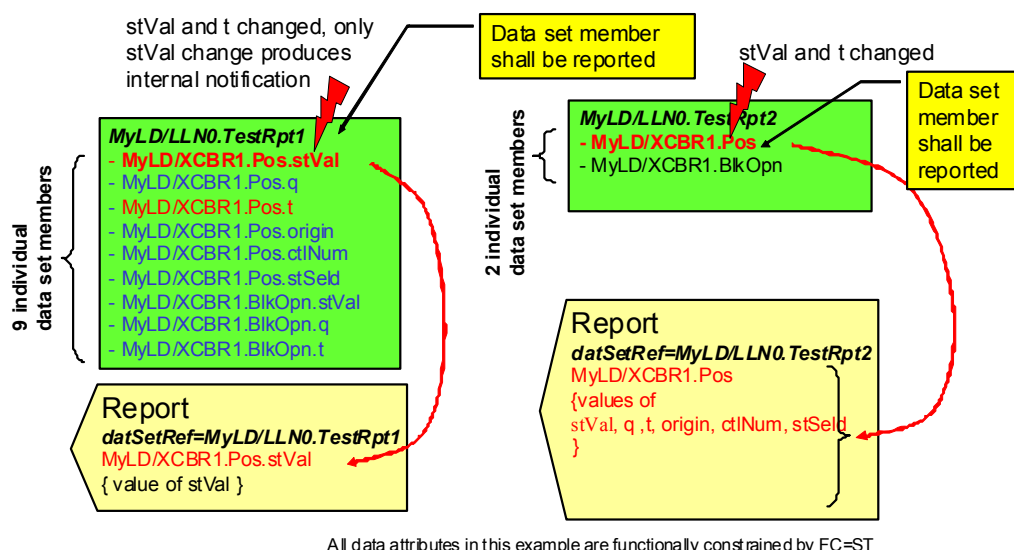 stVal and t changed, only
stVal change produces
internal notification
Data set member
shall be reported
MyLD/LLN0.TestRpt1
- MyLD/XCBR1.Pos.stVal
- MyLD/XCBR1.Pos.q
- MyLD/XCBR1.Pos.t
- MyLD/XCBR1.Pos.origin
- MyLD/XCBR1.Pos.ctlNum
- MyLD/XCBR1.Pos.stSeld
- MyLD/XCBR1.BlkOpn.stVal
- MyLD/XCBR1.BlkOpn.q
- MyLD/XCBR1.BlkOpn.t
9 individual
data set members
Report
datSetRef=MyLD/LLN0.TestRpt1
MyLD/XCBR1.Pos.stVal
{ value of stVal }
stVal and t changed
Data set
member
shall be
reported
MyLD/LLN0.TestRpt2
- MyLD/XCBR1.Pos
- MyLD/XCBR1.BlkOpn
2 individual
data set members
Report
datSetRef=MyLD/LLN0.TestRpt2
MyLD/XCBR1.Pos
{values of
stVal, q ,t, origin, ctlNum, stSeld
}
All data attributes in this example are functionally constrained by FC=ST